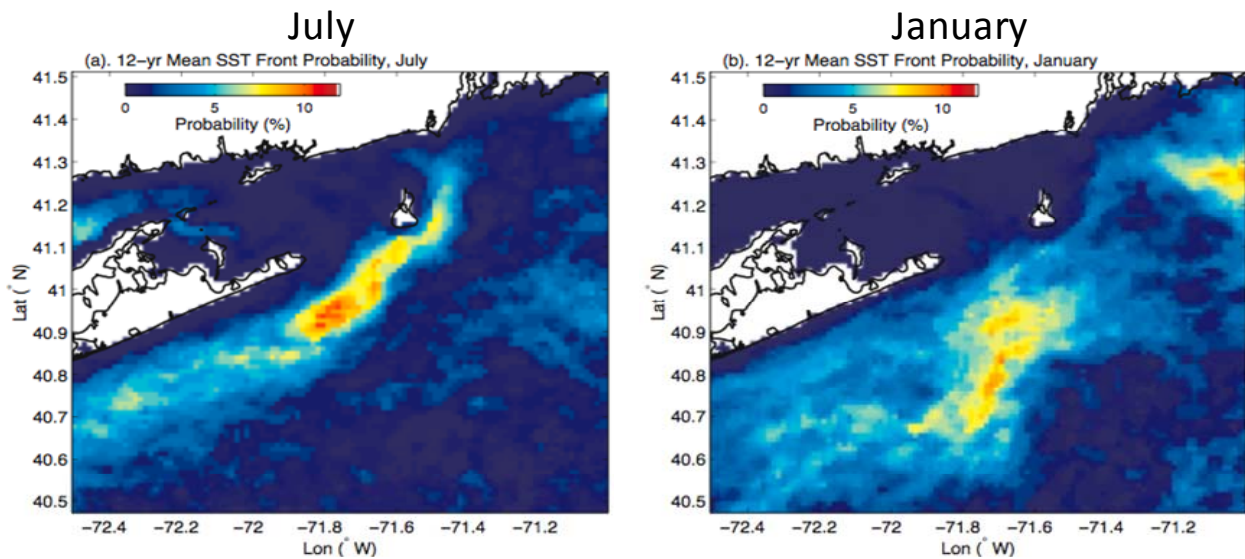 July
January
(a). 12-yr Mean SST Front Probability, July
(b). 12-yr Mean SST Front Probability, January
41.5
41.4
41.3
41.2
41.1
41
40.9
40.8
40.7
40.6
40.5
Lat (°N)
0 5 10
Probability (%)
-72.4 -72.2 -72 -71.8 -71.6 -71.4 -71.2
Lon (°W)
41.5
41.4
41.3
41.2
41.1
41
40.9
40.8
40.7
40.6
40.5
Lat (°N)
0 5 10
Probability (%)
-72.4 -72.2 -72 -71.8 -71.6 -71.4 -71.2
Lon (°W)